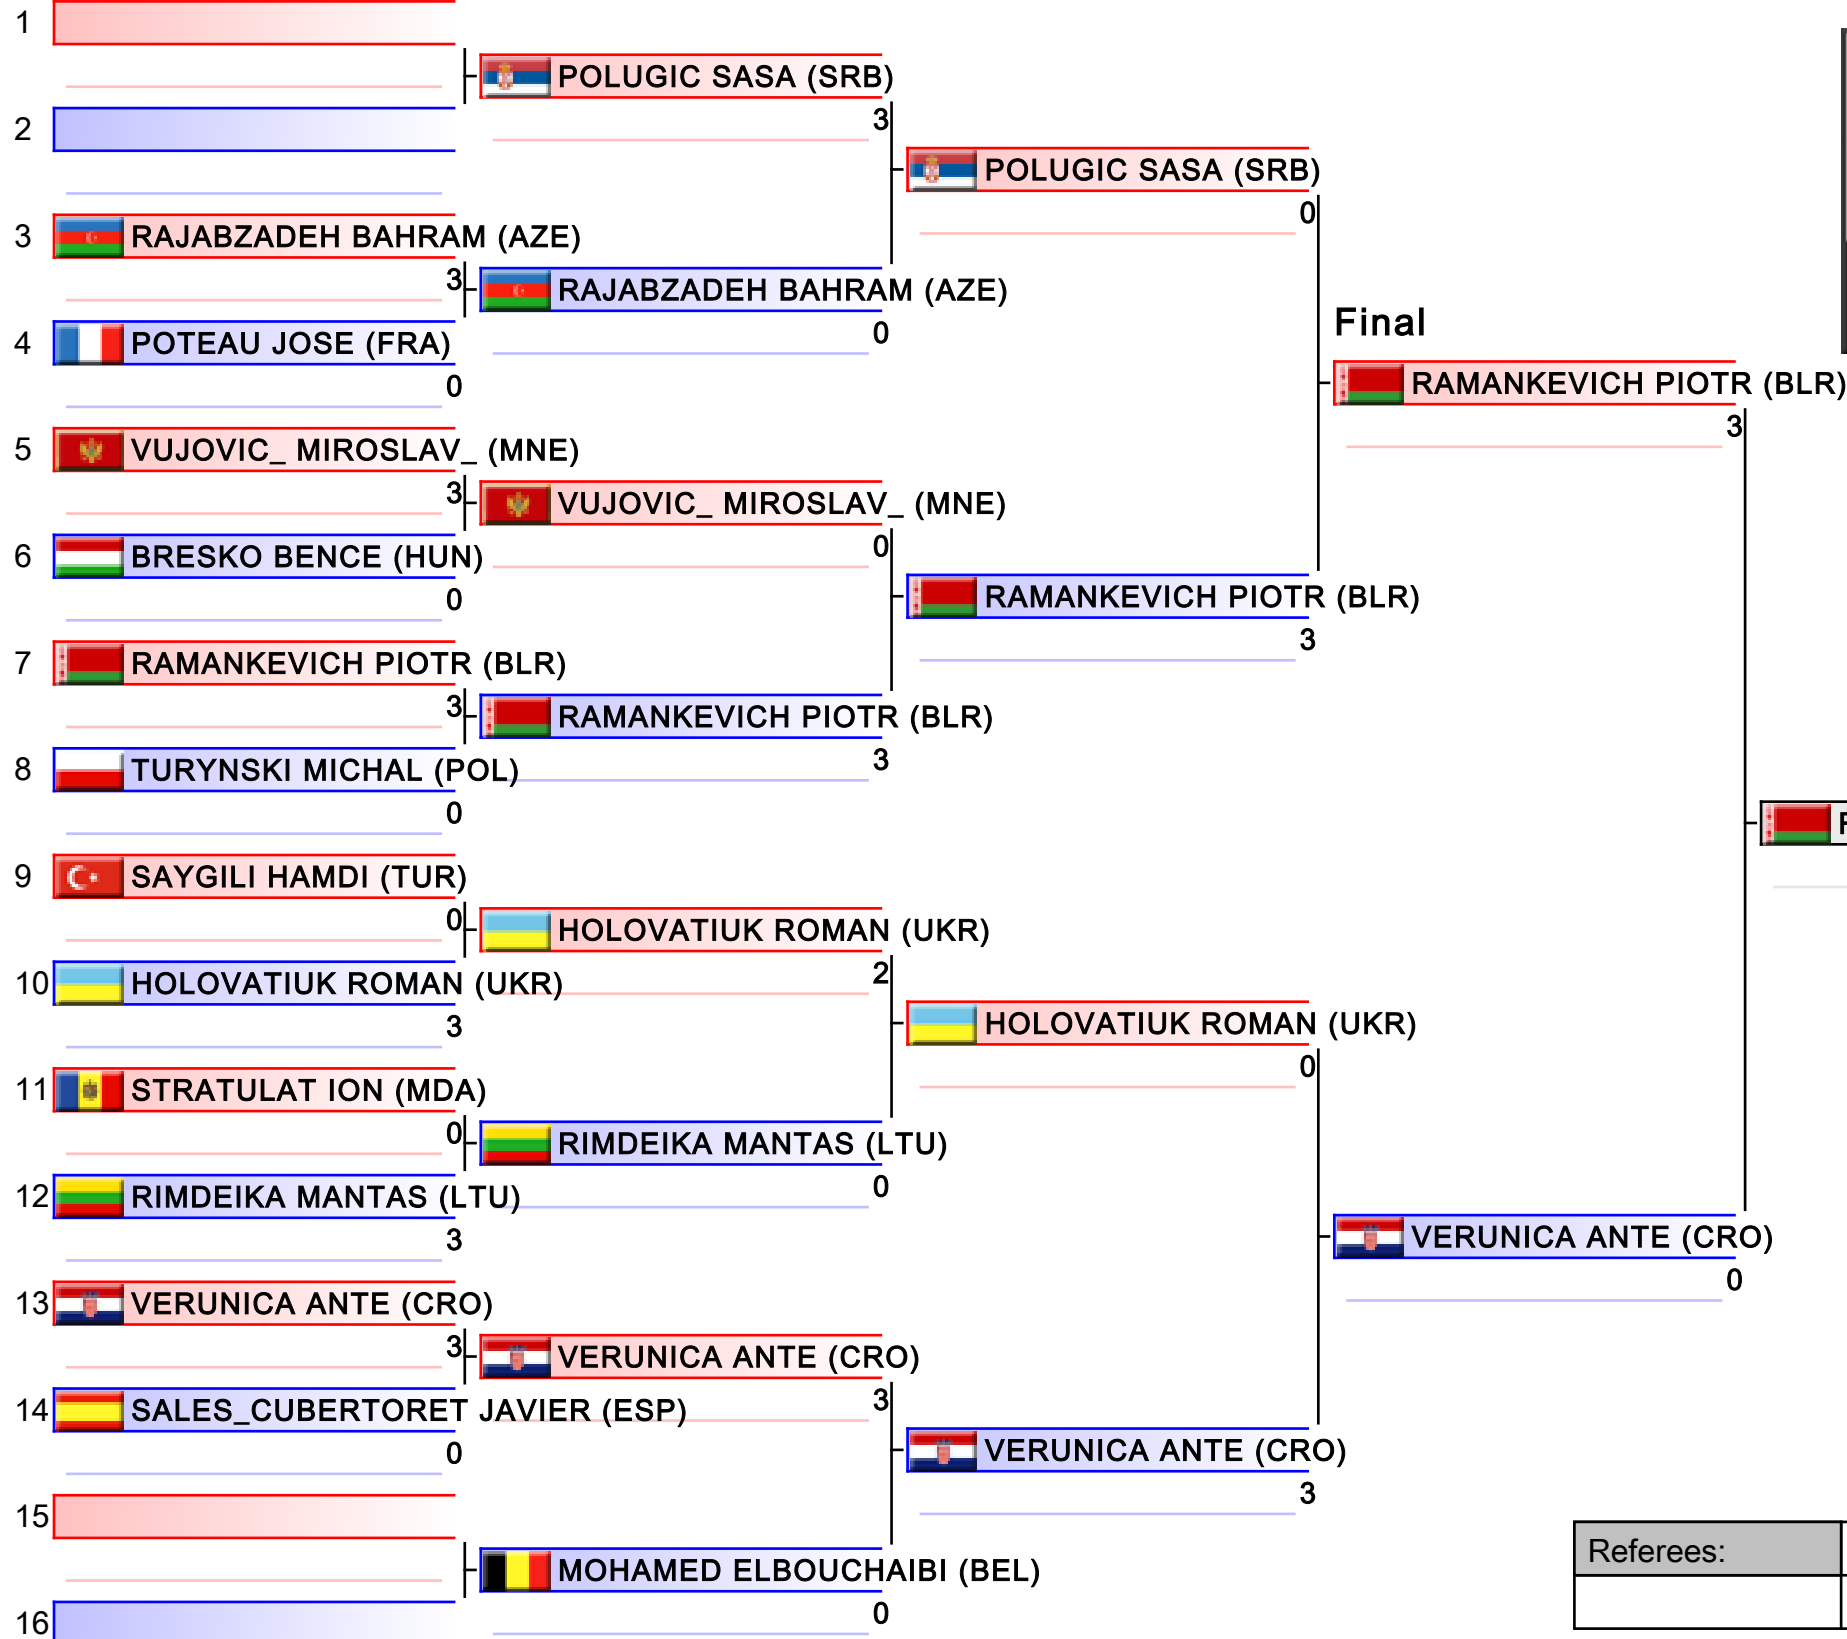 1
POLUGIC SASA (SRB)
3
2
POLUGIC SASA (SRB)
0
3
RAJABZADEH BAHRAM (AZE)
3
RAJABZADEH BAHRAM (AZE)
0
4
POTEAU JOSE (FRA)
0
Final
RAMANKEVICH PIOTR (BLR)
3
5
VUJOVIC_ MIROSLAV_ (MNE)
3
VUJOVIC_ MIROSLAV_ (MNE)
0
6
BRESKO BENCE (HUN)
0
RAMANKEVICH PIOTR (BLR)
3
7
RAMANKEVICH PIOTR (BLR)
3
RAMANKEVICH PIOTR (BLR)
3
8
TURYNSKI MICHAL (POL)
0
9
SAYGILI HAMDI (TUR)
0
HOLOVATIUK ROMAN (UKR)
2
10
HOLOVATIUK ROMAN (UKR)
3
HOLOVATIUK ROMAN (UKR)
0
11
STRATULAT ION (MDA)
0
RIMDEIKA MANTAS (LTU)
0
12
RIMDEIKA MANTAS (LTU)
3
VERUNICA ANTE (CRO)
0
13
VERUNICA ANTE (CRO)
3
VERUNICA ANTE (CRO)
3
14
SALES_CUBERTORET JAVIER (ESP)
0
VERUNICA ANTE (CRO)
3
15
MOHAMED ELBOUCHAIBI (BEL)
0
16
Referees: